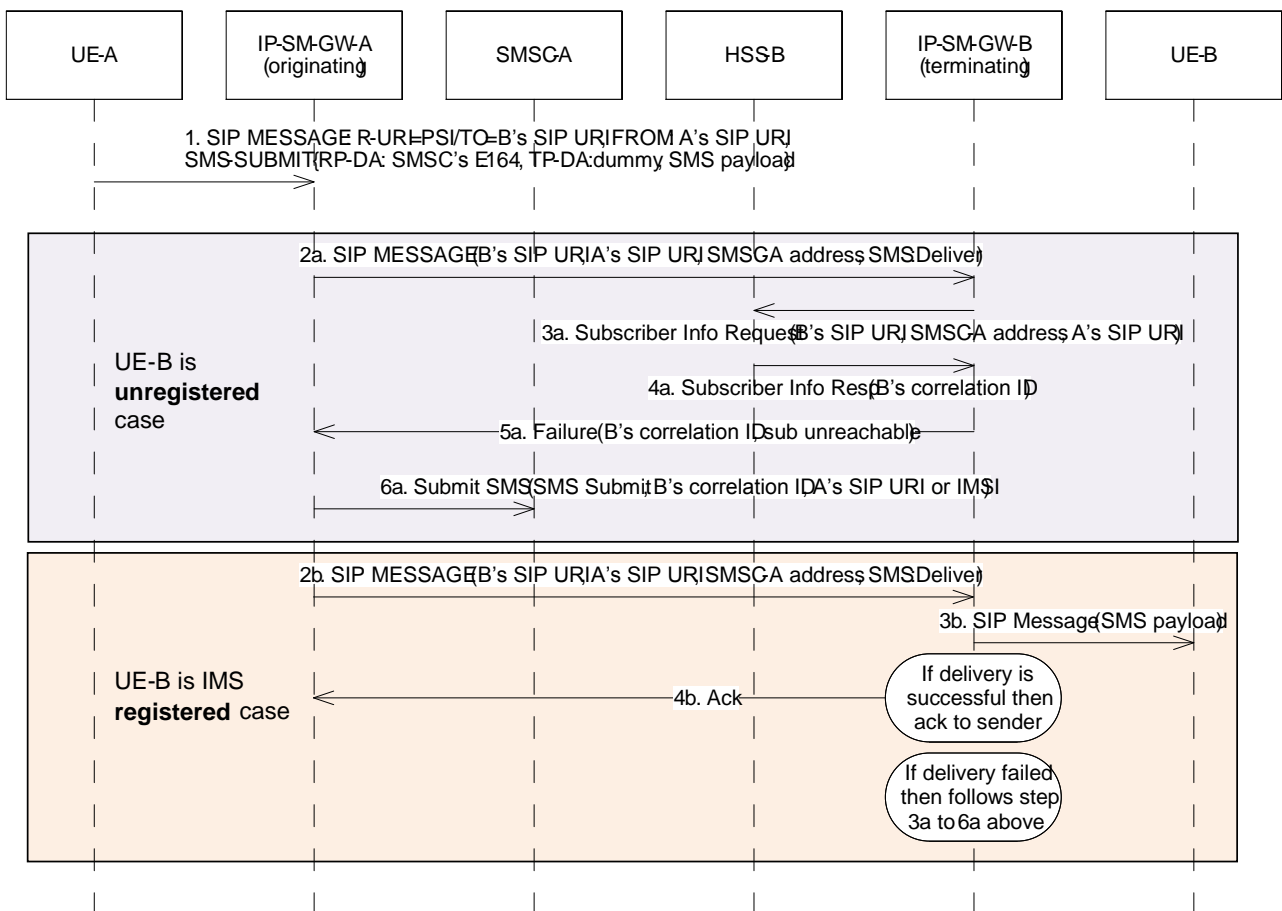 UE-A
IP-SM-GW-A
(originating)
SMSC-A
HSS-B
IP-SM-GW-B
(terminating)
UE-B
1. SIP MESSAGE R-URI=PSI/TO=B's SIP URI, FROM A's SIP URI,
SMS-SUBMIT{RP-DA: SMSC's E164, TP-DA:dummy, SMS payload}
2a. SIP MESSAGE(B's SIP URI, A's SIP URI, SMSC-A address, SMS:Deliver)
3a. Subscriber Info Request(B's SIP URI, SMSC-A address, A's SIP URI)
UE-B is
unregistered
case
4a. Subscriber Info Resp(B's correlation ID)
5a. Failure(B's correlation ID, sub unreachable)
6a. Submit SMS(SMS Submit, B's correlation ID, A's SIP URI or IMSI)
2b. SIP MESSAGE(B's SIP URI, A's SIP URI, SMSC-A address, SMS:Deliver)
3b. SIP Message(SMS payload)
UE-B is IMS
registered case
4b. Ack
If delivery is
successful then
ack to sender
If delivery failed
then follows step
3a to 6a above